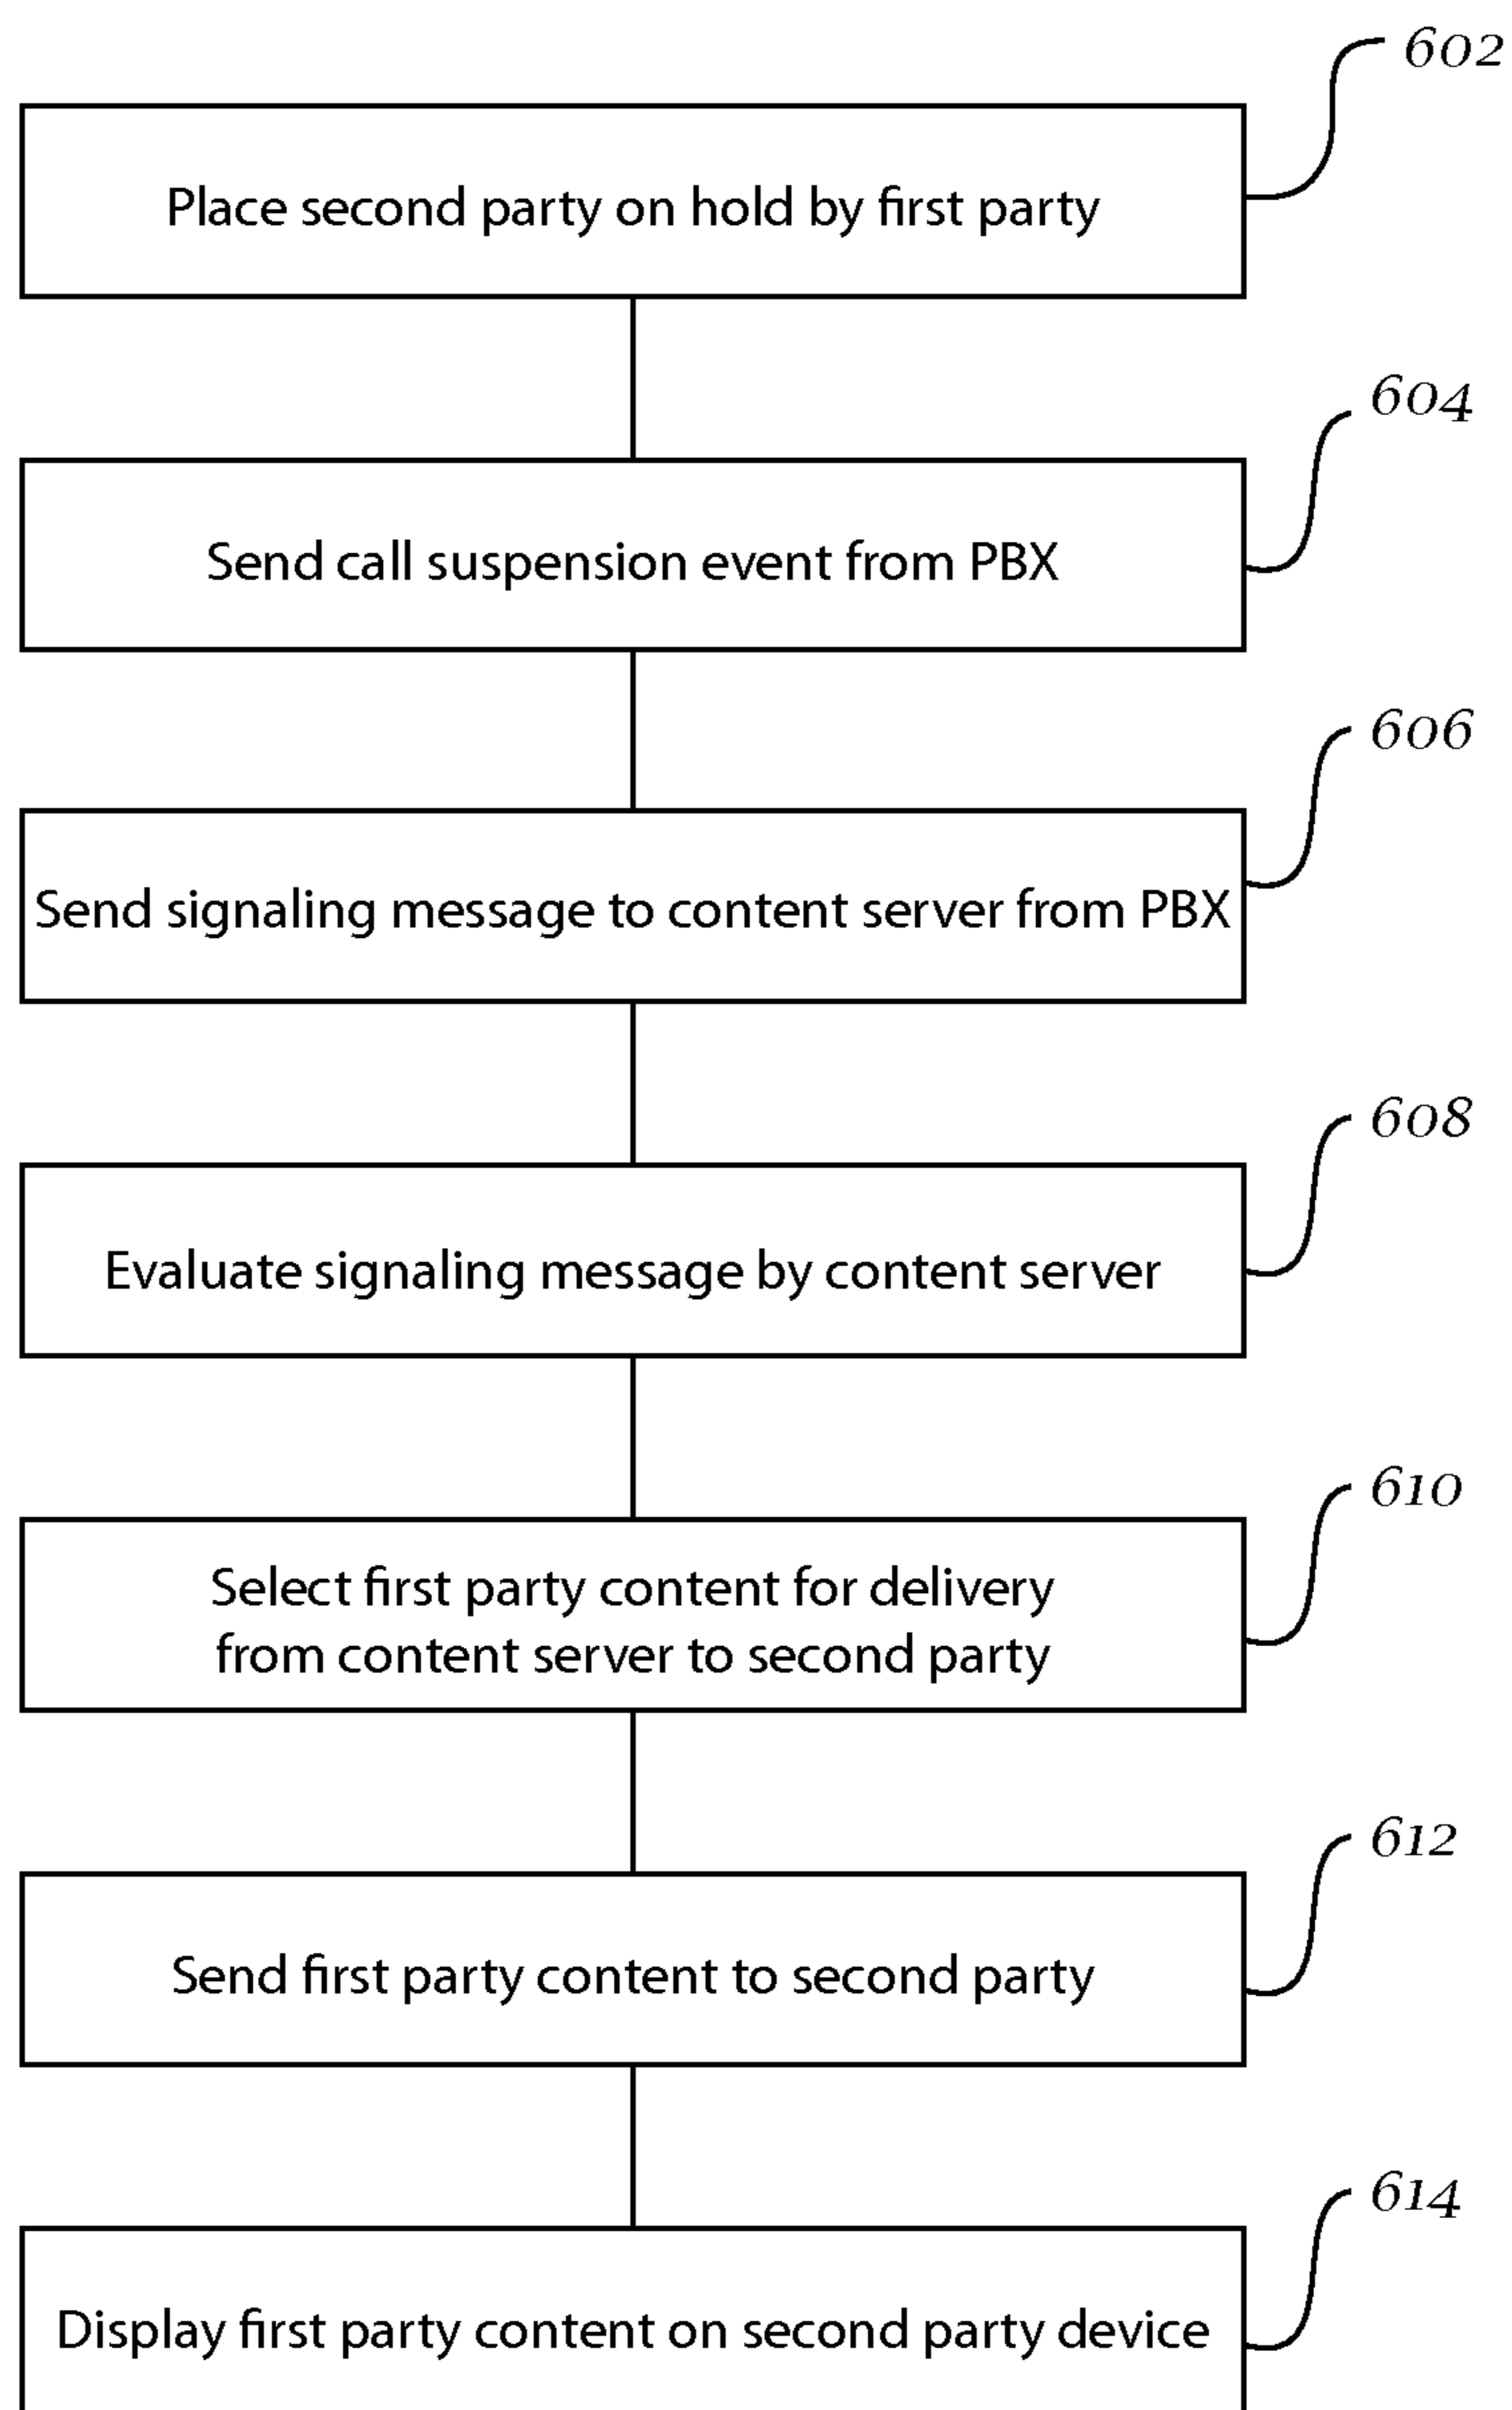 602
Place second party on hold by first party
604
Send call suspension event from PBX
606
Send signaling message to content server from PBX
608
Evaluate signaling message by content server
610
Select first party content for delivery
from content server to second party
612
Send first party content to second party
614
Display first party content on second party device